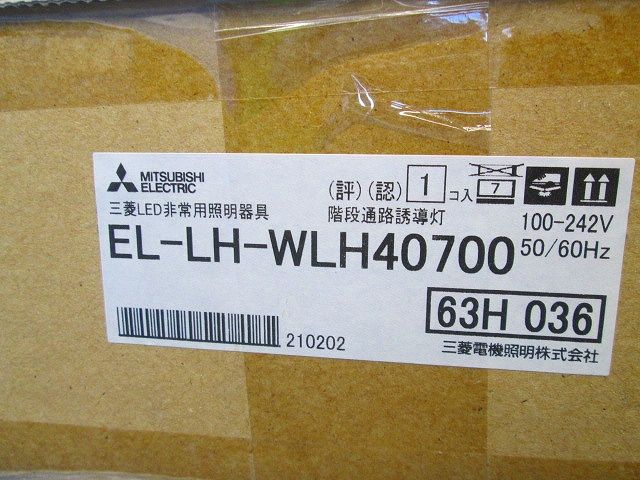 MITSUBISHI
ELECTRIC
三菱LED非常用照明器具
(評)(認) 1 コ入
7
階段通路誘導灯
100-242V
EL-LH-WLH40700
50/60Hz
63H 036
210202
三菱電機照明株式会社